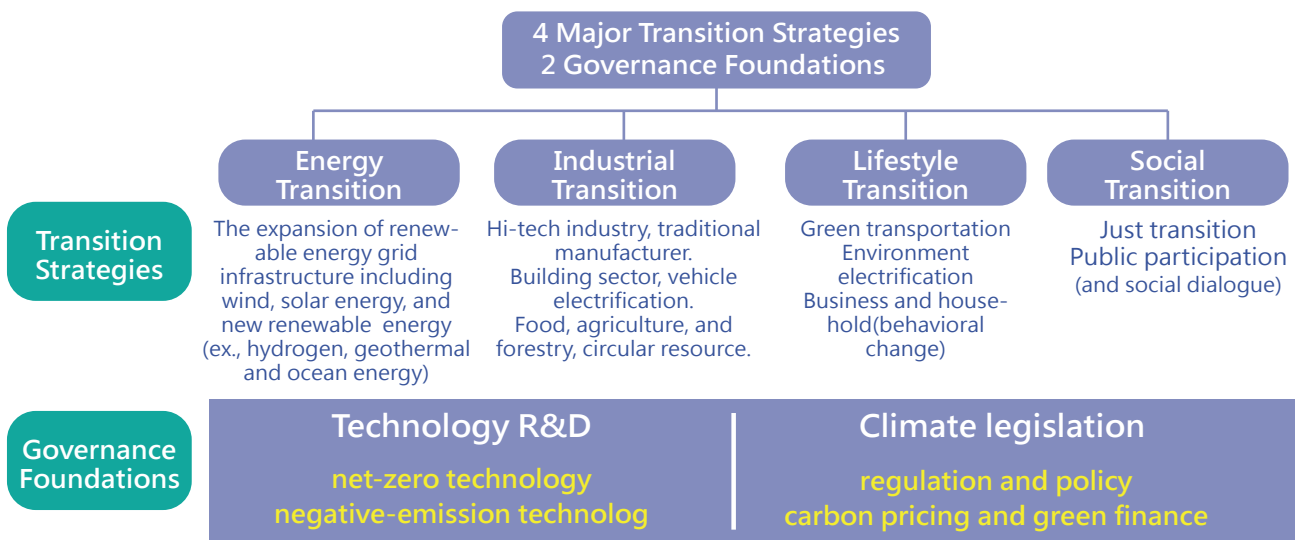 4 Major Transition Strategies
2 Governance Foundations
Energy
Transition
Industrial
Transition
Lifestyle
Transition
Social
Transition
Transition
Strategies
The expansion of renew-
able energy grid
infrastructure including
wind, solar energy, and
new renewable energy
(ex., hydrogen, geothermal
and ocean energy)
Hi-tech industry, traditional
manufacturer.
Building sector, vehicle
electrification.
Food, agriculture, and
forestry, circular resource.
Green transportation
Environment
electrification
Business and house-
hold(behavioral
change)
Just transition
Public participation
(and social dialogue)
Governance
Foundations
Technology R&D
net-zero technology
negative-emission technolog
Climate legislation
regulation and policy
carbon pricing and green finance